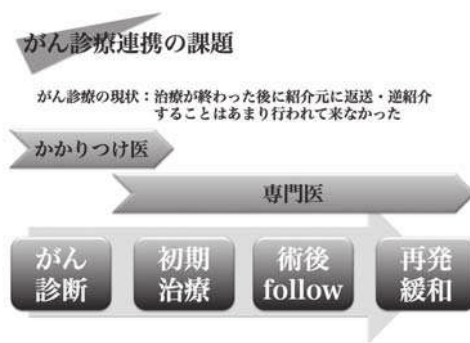 がん診療連携の課題
がん診療の現状：治療が終わった後に紹介元に返送・逆紹介
することはあまり行われて来なかった
かかりつけ医
専門医
がん
診断
初期
治療
術後
follow
再発
緩和